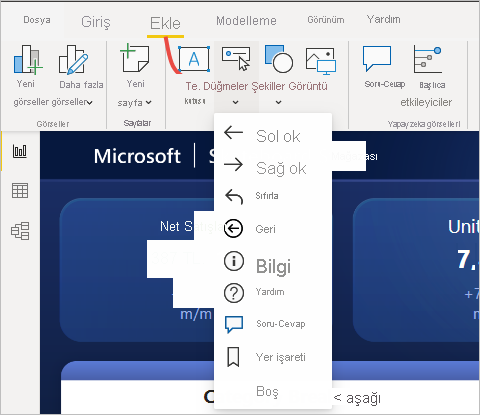 Dosya Giriş Ekle Modelleme Görünüm Yardım
Yeni Daha fazla Yeni Te. Düğmeler Şekiller Görüntü Soru-Cevap Başlıca
görseller görseller sayfa kutusu etkileyiciler
Görseller Sayfalar Yapay zeka görselleri
Microsoft
Sol ok
Sağ ok
Sıfırla
Geri
Bilgi
Yardım
Soru-Cevap
Yer işareti
Boş
Net S
Unit
7,
+7
m/m
m
< aşağı